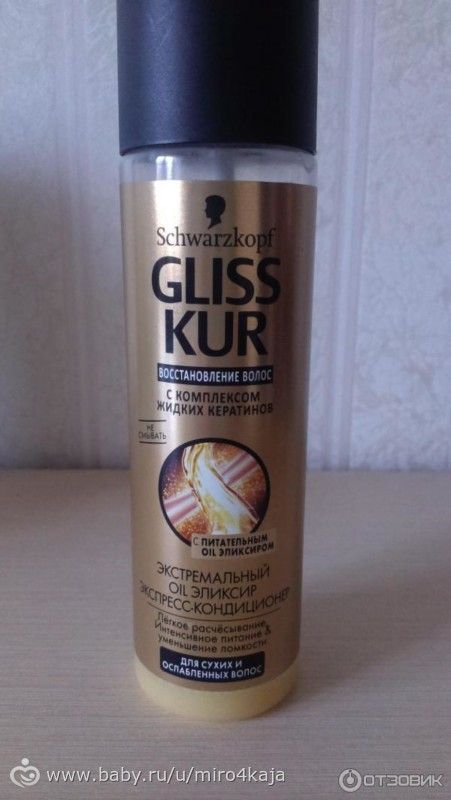 Schwarzkopf
GLISS
KUR
ВОССТАНОВЛЕНИЕ ВОЛОС
С КОМПЛЕКСОМ
ЖИДКИХ КЕРАТИНОВ
НЕ
СМЫВАТЬ
С ПИТАТЕЛЬНЫМ
OIL ЭЛИКСИРОМ
ЭКСТРЕМАЛЬНЫЙ
OIL ЭЛИКСИР
ЭКСПРЕСС-КОНДИЦИОНЕР
Легкое расчёсывание,
Интенсивное питание &
уменьшение ломкости
ДЛЯ СУХИХ И
ОСЛАБЛЕННЫХ ВОЛОС
www.baby.ru/u/miro4kaja
ОТЗОВИК